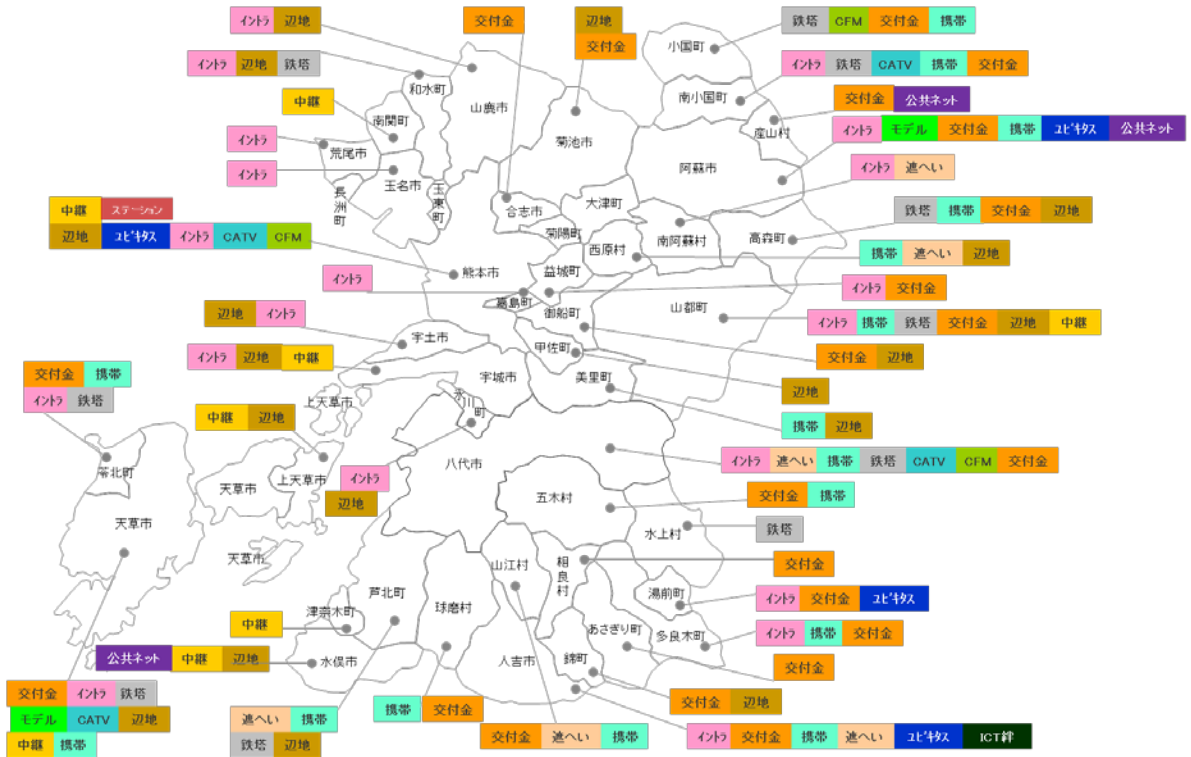 イントラ 辺地
交付金
辺地
交付金
鉄塔 CFM 交付金 携帯
小国町
イントラ 辺地 鉄塔
イントラ 鉄塔 CATV 携帯 交付金
和水町
山鹿市
南小国町
中継
交付金 公共ネット
南関町
産山村
イントラ モデル 交付金 携帯 ユビキタス 公共ネット
イントラ
荒尾市
菊池市
阿蘇市
イントラ
玉名市
イントラ 遮へい
長洲町
玉東町
合志市
大津町
中継 ステーション
鉄塔 携帯 交付金 辺地
辺地 ユビキタス イントラ CATV CFM
菊陽町
西原村
南阿蘇村
高森町
携帯 遮へい 辺地
熊本市
益城町
イントラ
イントラ 交付金
葛島町
御船町
山都町
辺地 イントラ
イントラ 携帯 鉄塔 交付金 辺地 中継
宇土市
甲佐町
イントラ 辺地 中継
交付金 辺地
宇城市
美里町
交付金 携帯
イントラ 鉄塔
辺地
上天草市
氷川町
中継 辺地
携帯 辺地
苓北町
八代市
イントラ 遮へい 携帯 鉄塔 CATV CFM 交付金
イントラ
辺地
上天草市
天草市
五木村
交付金 携帯
天草市
水上村
鉄塔
天草市
山江村
相良村
交付金
芦北町
球磨村
湯前町
イントラ 交付金 ユビキタス
津奈木町
中継
あさぎり町
多良木町
イントラ 携帯 交付金
公共ネット 中継 辺地
水俣市
人吉市
錦町
交付金
交付金 イントラ 鉄塔
モデル CATV 辺地
中継 携帯
遮へい 携帯
鉄塔 辺地
携帯 交付金
交付金 辺地
交付金 遮へい 携帯
イントラ 交付金 携帯 遮へい ユビキタス ICT絆